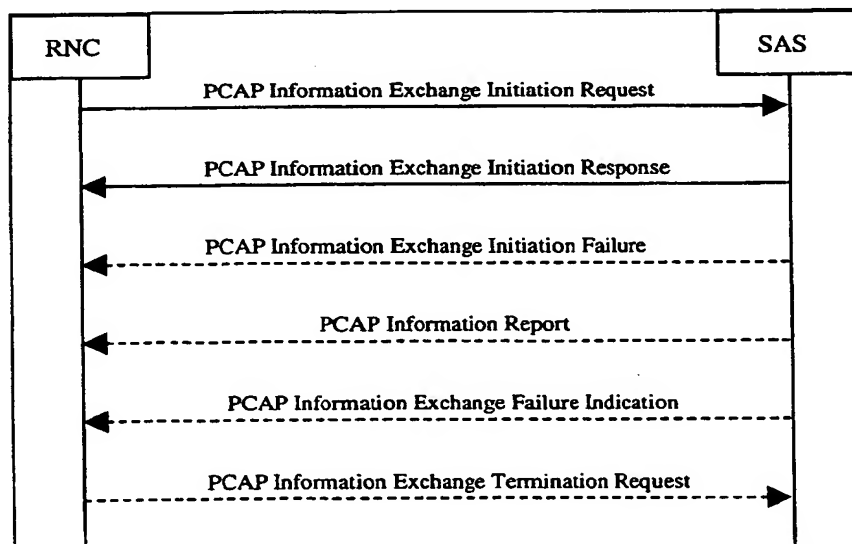 RNC
SAS
PCAP Information Exchange Initiation Request
PCAP Information Exchange Initiation Response
PCAP Information Exchange Initiation Failure
PCAP Information Report
PCAP Information Exchange Failure Indication
PCAP Information Exchange Termination Request